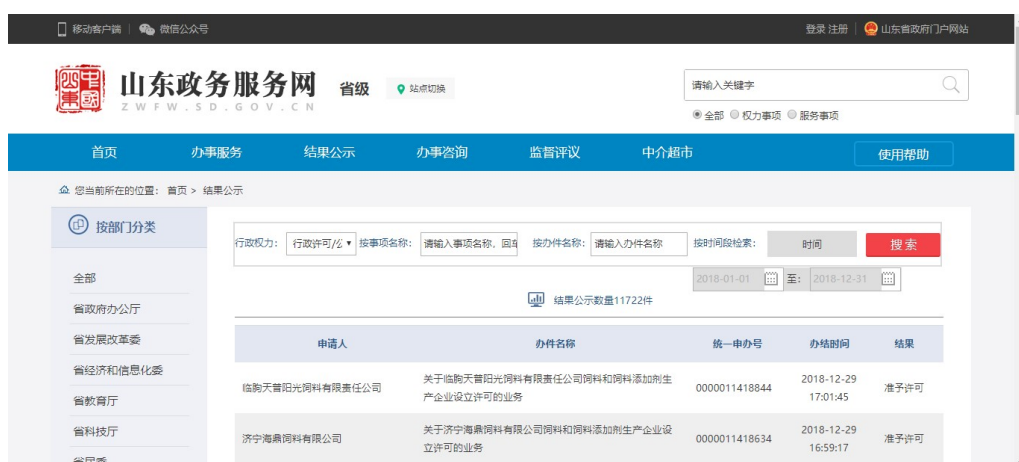 移动客户端 | 微信公众号
登录 注册 | 山东省政府门户网站
山东政务服务网 省级 站点切换
ZWFW.SD.GOV.CN
请输入关键字
全部 权力事项 服务事项
首页 办事服务 结果公示 办事咨询 监督评议 中介超市 使用帮助
您当前所在的位置: 首页 > 结果公示
按部门分类
行政权力: 行政许可/公 按事项名称: 请输入事项名称, 回车 按办件名称: 请输入办件名称 按时间段检索: 时间 搜索
2018-01-01 至: 2018-12-31
结果公示数量11722件
全部
省政府办公厅
省发展改革委
省经济和信息化委
省教育厅
省科技厅
申请人 办件名称 统一申办号 办结时间 结果
临朐天普阳光饲料有限责任公司 关于临朐天普阳光饲料有限责任公司饲料和饲料添加剂生 0000011418844 2018-12-29 准予许可
产企业设立许可的业务 17:01:45
济宁海鼎饲料有限公司 关于济宁海鼎饲料有限公司饲料和饲料添加剂生产企业设 0000011418634 2018-12-29 准予许可
立许可的业务 16:59:17